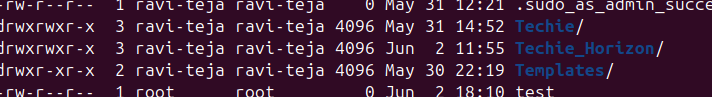 -rw-r--r-- 1 ravi-teja ravi-teja 0 May 31 12:21 .sudo_as_admin_succe
drwxrwxr-x 3 ravi-teja ravi-teja 4096 May 31 14:52 Techie/
drwxrwxr-x 3 ravi-teja ravi-teja 4096 Jun 2 11:55 Techie_Horizon/
drwxr-xr-x 2 ravi-teja ravi-teja 4096 May 30 22:19 Templates/
-rw-r--r-- 1 root root 0 Jun 2 18:10 test